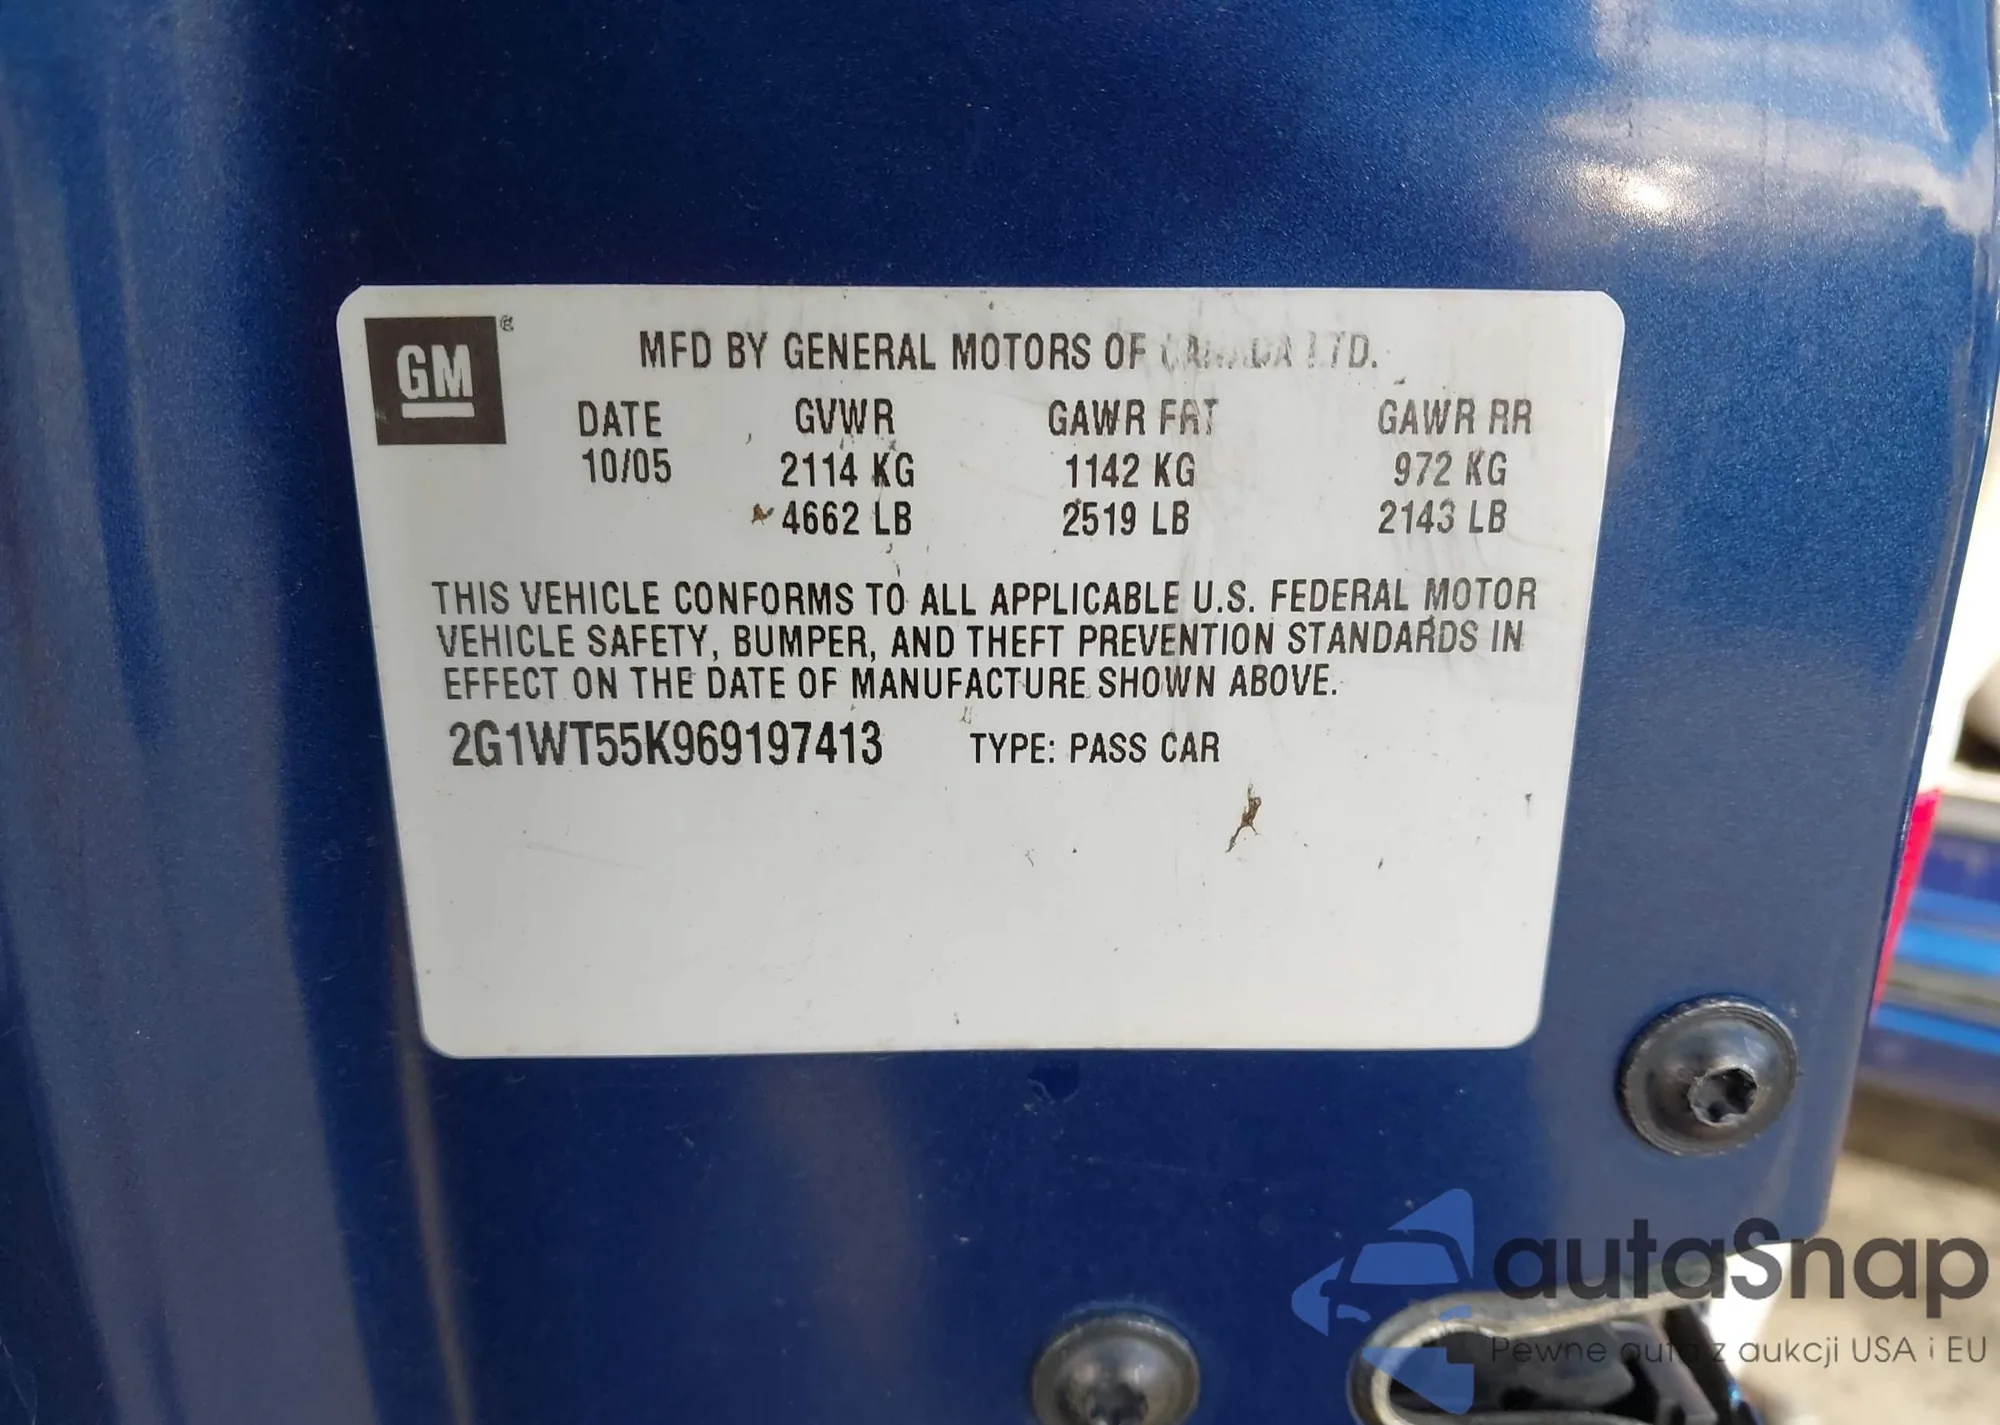 GM®
MFD BY GENERAL MOTORS OF CANADA LTD.
DATE GVWR GAWR FRT GAWR RR
10/05 2114 KG 1142 KG 972 KG
4662 LB 2519 LB 2143 LB
THIS VEHICLE CONFORMS TO ALL APPLICABLE U.S. FEDERAL MOTOR
VEHICLE SAFETY, BUMPER, AND THEFT PREVENTION STANDARDS IN
EFFECT ON THE DATE OF MANUFACTURE SHOWN ABOVE.
2G1WT55K969197413 TYPE: PASS CAR
autaSnap
Pewne auta z aukcji USA i EU